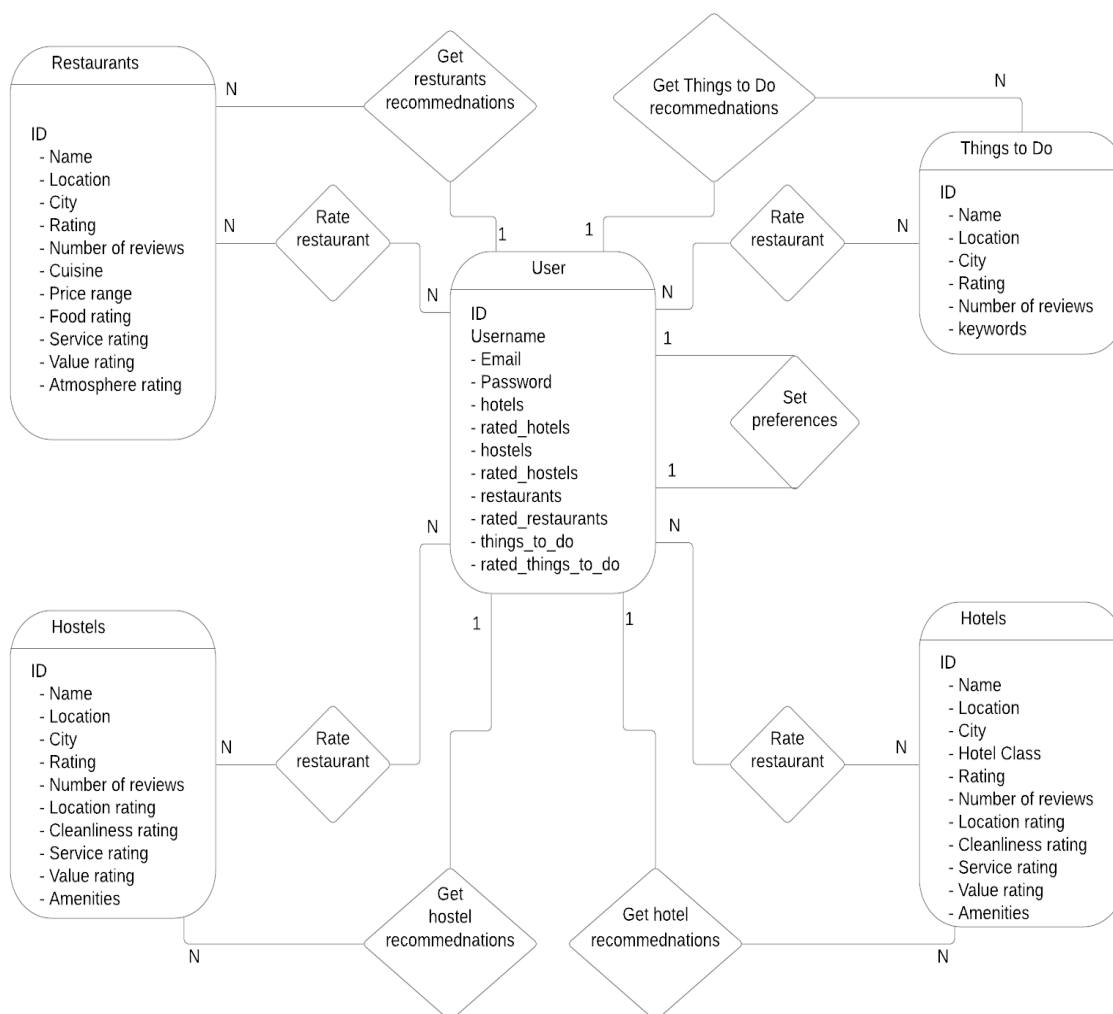 Restaurants
ID
- Name
- Location
- City
- Rating
- Number of reviews
- Cuisine
- Price range
- Food rating
- Service rating
- Value rating
- Atmosphere rating
N
Get
resturants
recommednations
1
N
Rate
restaurant
N
Get Things to Do
recommednations
N
1
Things to Do
ID
- Name
- Location
- City
- Rating
- Number of reviews
- keywords
Rate
restaurant
N
N
User
ID
Username
- Email
- Password
- hotels
- rated_hotels
- hostels
- rated_hostels
- restaurants
- rated_restaurants
- things_to_do
- rated_things_to_do
1
Set
preferences
1
N
N
1
1
Hostels
ID
- Name
- Location
- City
- Rating
- Number of reviews
- Location rating
- Cleanliness rating
- Service rating
- Value rating
- Amenities
N
Rate
restaurant
Get
hostel
recommednations
N
Rate
restaurant
N
Get hotel
recommednations
N
Hotels
ID
- Name
- Location
- City
- Hotel Class
- Rating
- Number of reviews
- Location rating
- Cleanliness rating
- Service rating
- Value rating
- Amenities